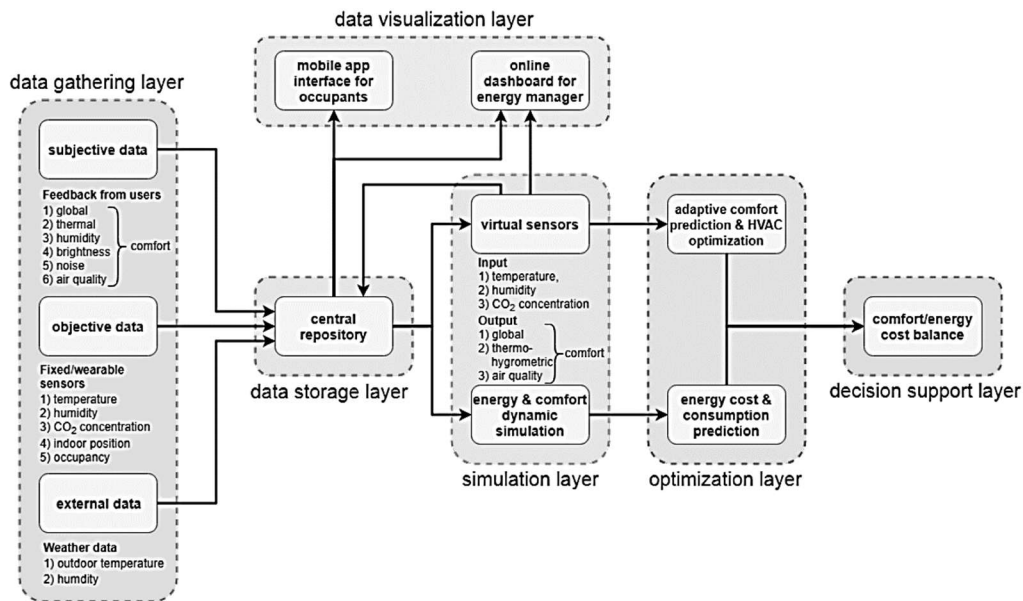 data visualization layer
mobile app
interface for
occupants
online
dashboard for
energy manager
data gathering layer
subjective data
Feedback from users
1) global
2) thermal
3) humidity
4) brightness
5) noise
6) air quality
comfort
objective data
Fixed/wearable
sensors
1) temperature
2) humidity
3) CO₂ concentration
4) indoor position
5) occupancy
external data
Weather data
1) outdoor temperature
2) humdity
central
repository
data storage layer
virtual sensors
Input
1) temperature,
2) humidity
3) CO₂ concentration
Output
1) global
2) thermo-
hygrometric
3) air quality
comfort
energy & comfort
dynamic
simulation
simulation layer
adaptive comfort
prediction & HVAC
optimization
energy cost &
consumption
prediction
optimization layer
comfort/energy
cost balance
decision support layer